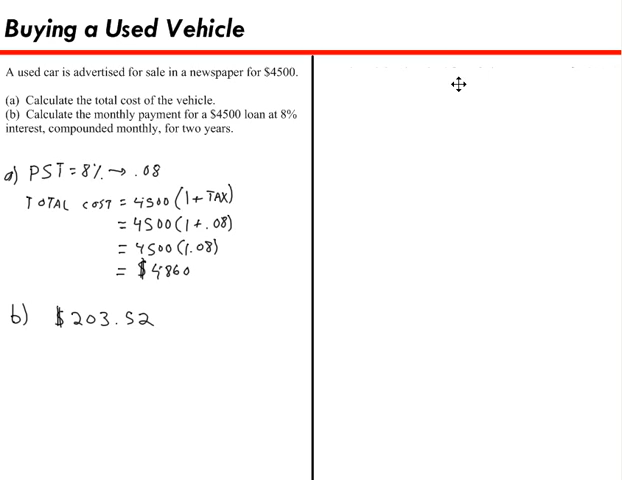 Buying a Used Vehicle
A used car is advertised for sale in a newspaper for $4500.
(a) Calculate the total cost of the vehicle.
(b) Calculate the monthly payment for a $4500 loan at 8%
interest, compounded monthly, for two years.
a) PST = 8% → .08
TOTAL COST = 4500 (1 + TAX)
= 4500 (1 + .08)
= 4500 (1.08)
= $4860
b) $203.52